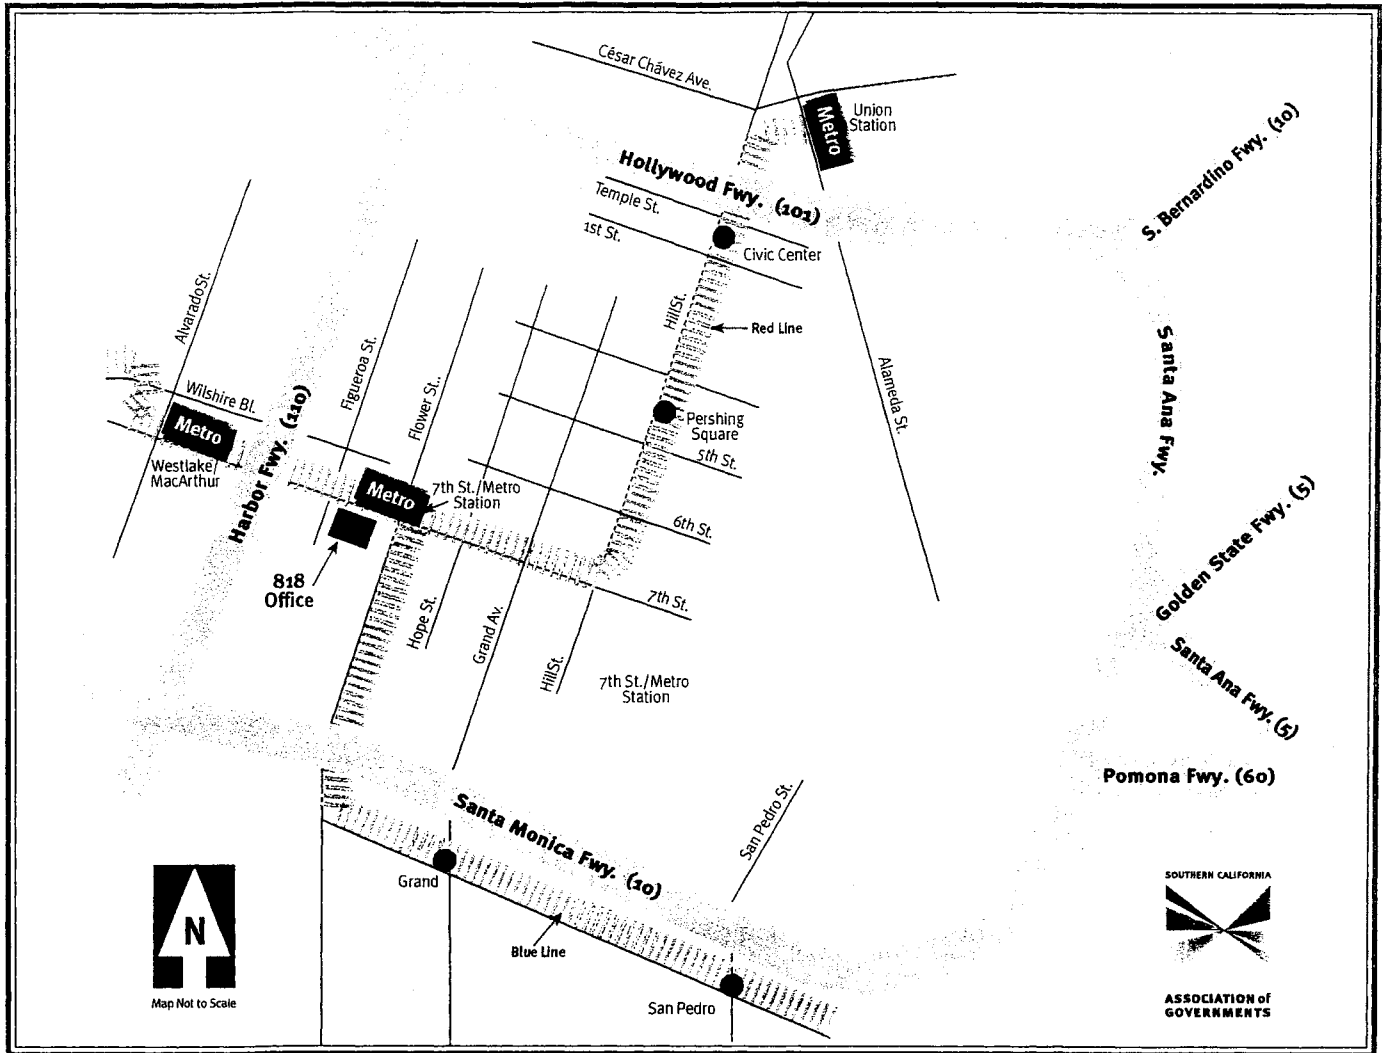 César Chávez Ave.
Metro
Union
Station
S. Bernardino Fwy. (10)
Hollywood Fwy. (101)
Temple St.
1st St.
Civic Center
Alvarado St.
HillSt.
Red Line
Figueroa St.
Flower St..
Santa Ana Fwy.
Alameda St.
Wilshire Bl.
Harbor Fwy. (110)
Metro
Westlake/
MacArthur
Pershing
Square
5th St.
Metro
7th St./Metro
Station
6th St.
Golden State Fwy. (5)
818
Office
Hope St.
Grand Av.
7th St.
HillSt.
7th St./Metro
Station
Santa Ana Fwy. (5)
Pomona Fwy. (60)
Santa Monica Fwy. (10)
San Pedro St.
Grand
Blue Line
San Pedro
N
Map Not to Scale
SOUTHERN CALIFORNIA
ASSOCIATION of
GOVERNMENTS